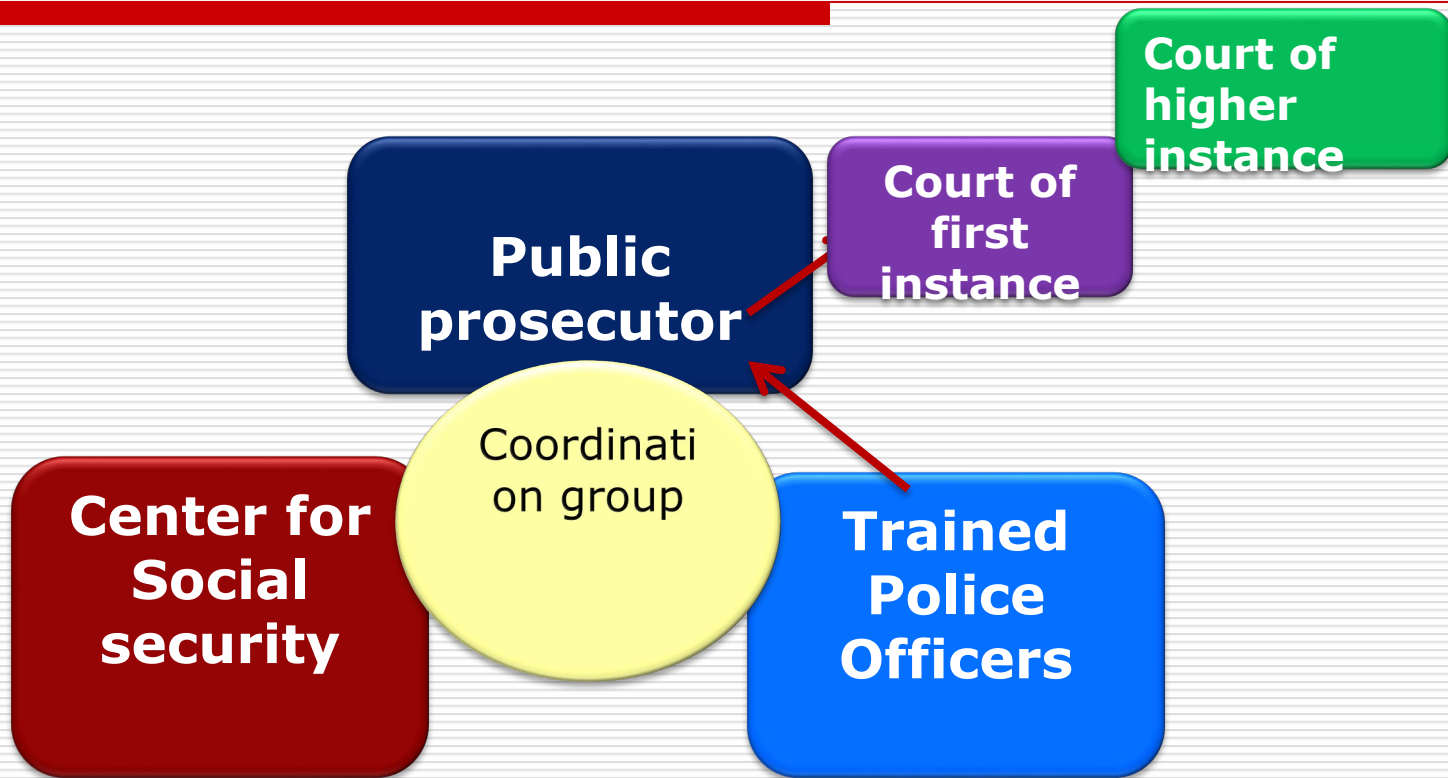 Court of
higher
instance
Court of
first
instance
Public
prosecutor
Coordinati
on group
Center for
Social
security
Trained
Police
Officers